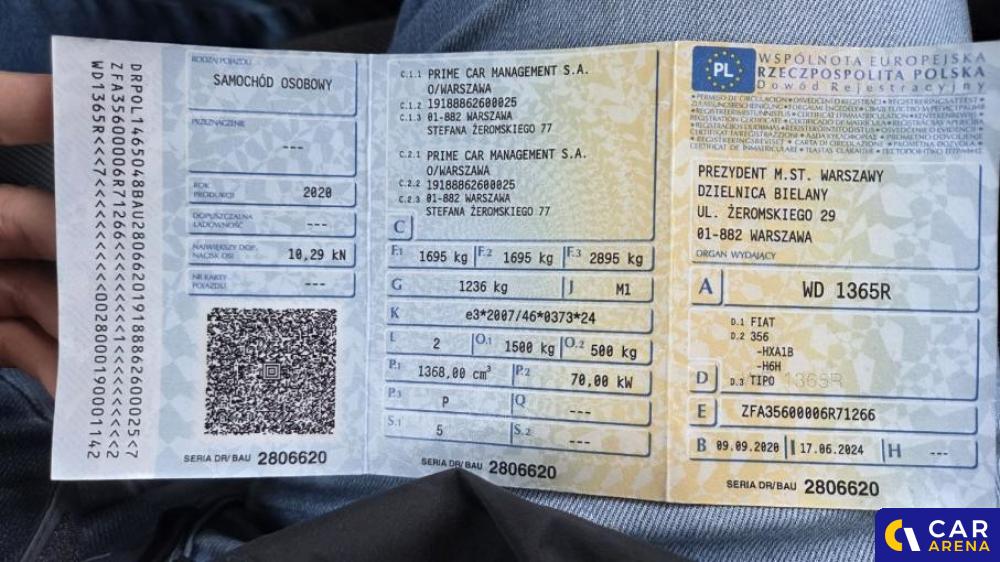 DRPOL1465048BAU2806620191888626000 25<7
ZFA35600006R71266<<<<<<1<<<<<<<<<<2
RODZAJ POJAZDU
SAMOCHÓD OSOBOWY
PRZEZNACZENIE
---
ROK PRODUKCJI
2020
DOPUSZCZALNA ŁADOWNOŚĆ
---
NAJWIĘKSZY DOP. NACISK OSI
10,29 kN
NR KARTY POJAZDU
---
SERIA DR/BAU 2806620
C.1.1 PRIME CAR MANAGEMENT S.A.
O/WARSZAWA
C.1.2 19188862600025
C.1.3 01-882 WARSZAWA
STEFANA ŻEROMSKIEGO 77
C.2.1 PRIME CAR MANAGEMENT S.A.
O/WARSZAWA
C.2.2 19188862600025
C.2.3 01-882 WARSZAWA
STEFANA ŻEROMSKIEGO 77
C
F.1 1695 kg F.2 1695 kg F.3 2895 kg
G 1236 kg J M1
K e3*2007/46*0373*24
L 2 O.1 1500 kg O.2 500 kg
P.1 1368,00 cm³ P.2 70,00 kW
P.3 P Q ---
S.1 5 S.2 ---
SERIA DR/BAU 2806620
PL
WSPÓLNOTA EUROPEJSKA
RZECZPOSPOLITA POLSKA
Dowód Rejestracyjny
PREZYDENT M.ST. WARSZAWY
DZIELNICA BIELANY
UL. ŻEROMSKIEGO 29
01-882 WARSZAWA
ORGAN WYDAJĄCY
A WD 1365R
D.1 FIAT
D.2 356
-HXA1B
-H6H
D D.3 TIPO 1365R
E ZFA35600006R71266
B 09.09.2020 I 17.06.2024 H ---
SERIA DR/BAU 2806620
CAR
ARENA